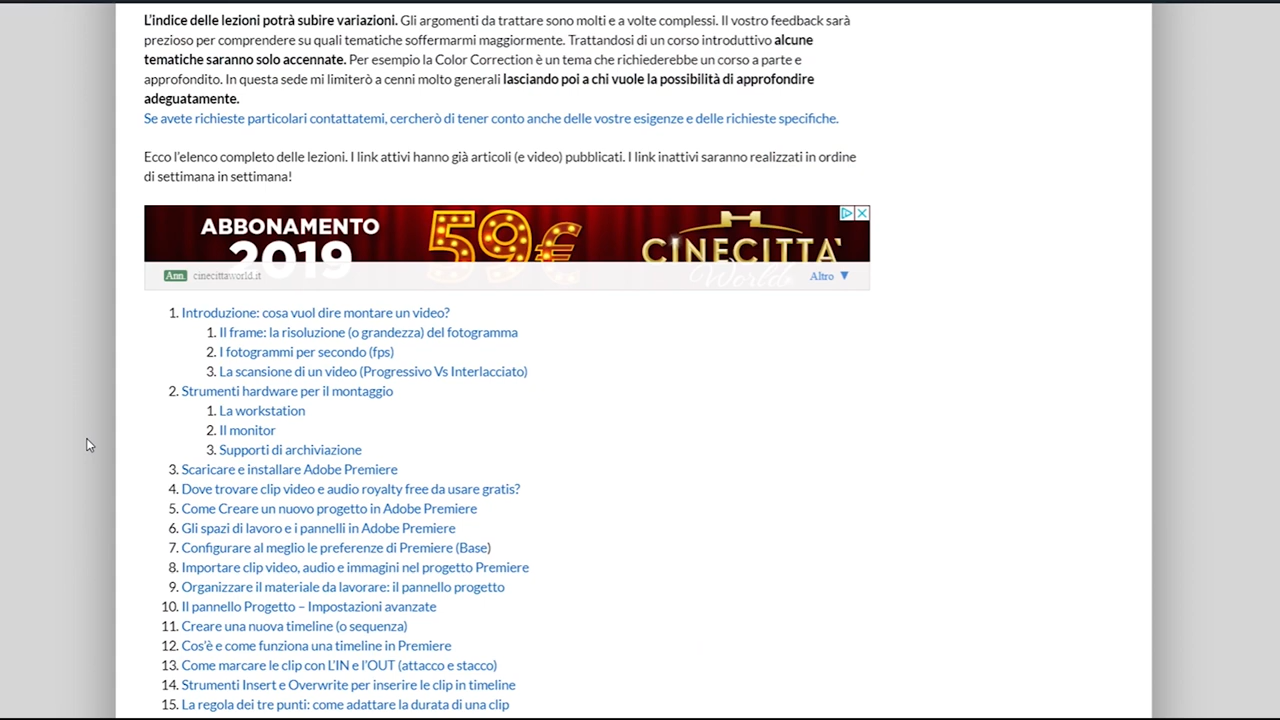 L'indice delle lezioni potrà subire variazioni. Gli argomenti da trattare sono molti e a volte complessi. Il vostro feedback sarà
prezioso per comprendere su quali tematiche soffermarmi maggiormente. Trattandosi di un corso introduttivo alcune
tematiche saranno solo accennate. Per esempio la Color Correction è un tema che richiederebbe un corso a parte e
approfondito. In questa sede mi limiterò a cenni molto generali lasciando poi a chi vuole la possibilità di approfondire
adeguatamente.
Se avete richieste particolari contattatemi, cercherò di tener conto anche delle vostre esigenze e delle richieste specifiche.
Ecco l'elenco completo delle lezioni. I link attivi hanno già articoli (e video) pubblicati. I link inattivi saranno realizzati in ordine
di settimana in settimana!
ABBONAMENTO
2019
59€
CINECITTÀ
World
Ann. cinecittaworld.it
Altro
1. Introduzione: cosa vuol dire montare un video?
1. Il frame: la risoluzione (o grandezza) del fotogramma
2. I fotogrammi per secondo (fps)
3. La scansione di un video (Progressivo Vs Interlacciato)
2. Strumenti hardware per il montaggio
1. La workstation
2. Il monitor
3. Supporti di archiviazione
3. Scaricare e installare Adobe Premiere
4. Dove trovare clip video e audio royalty free da usare gratis?
5. Come Creare un nuovo progetto in Adobe Premiere
6. Gli spazi di lavoro e i pannelli in Adobe Premiere
7. Configurare al meglio le preferenze di Premiere (Base)
8. Importare clip video, audio e immagini nel progetto Premiere
9. Organizzare il materiale da lavorare: il pannello progetto
10. Il pannello Progetto – Impostazioni avanzate
11. Creare una nuova timeline (o sequenza)
12. Cos'è e come funziona una timeline in Premiere
13. Come marcare le clip con L'IN e l'OUT (attacco e stacco)
14. Strumenti Insert e Overwrite per inserire le clip in timeline
15. La regola dei tre punti: come adattare la durata di una clip